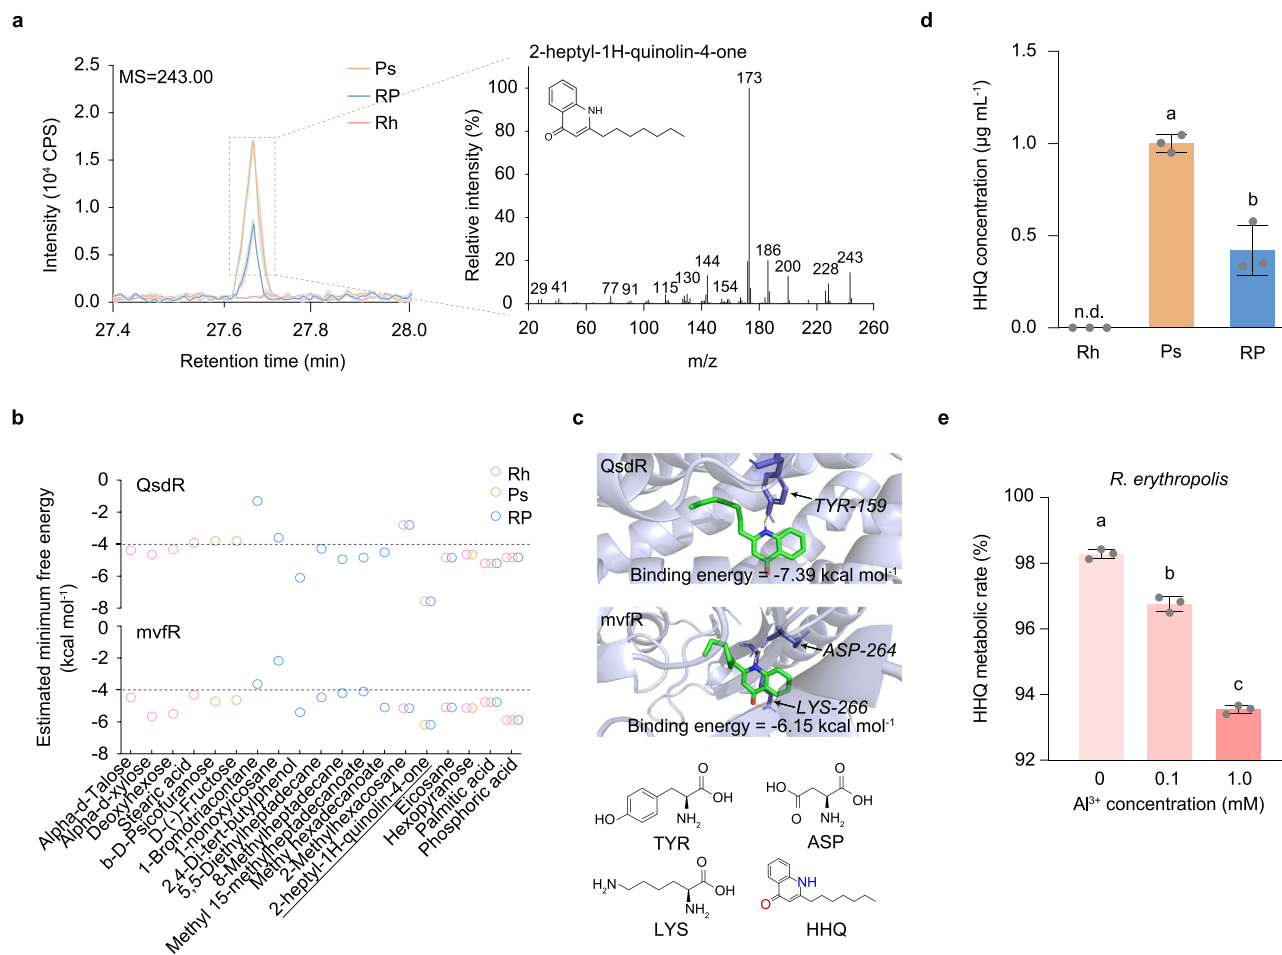 a
MS=243.00
Ps
RP
Rh
Intensity (10⁴ CPS)
2.5
2.0
1.5
1.0
0.5
0.0
27.4
27.6
27.8
28.0
Retention time (min)
2-heptyl-1H-quinolin-4-one
NH
O
Relative intensity (%)
100
80
60
40
20
0
173
186
144
130
115
200
154
228
243
29
41
77
91
20
60
100
140
180
220
260
m/z
d
HHQ concentration (µg mL⁻¹)
1.5
1.0
0.5
0.0
n.d.
a
b
Rh
Ps
RP
b
Estimated minimum free energy
(kcal mol⁻¹)
QsdR
Rh
Ps
RP
0
-2
-4
-6
-8
mvfR
0
-2
-4
-6
-8
Alpha-d-Talose
Alpha-d-xylose
Deoxyhexose
Stearic acid
b-D-Psicofuranose
D-(-)-Fructose
1-Bromotriacontane
1-nonoxyicosane
2,4-Di-tert-butylphenol
5,5-Diethylheptadecane
8-Methylheptadecane
Methyl 15-methylheptadecanoate
Methy hexadecanoate
2-Methylhexacosane
2-heptyl-1H-quinolin-4-one
Eicosane
Hexopyranose
Palmitic acid
Phosphoric acid
c
QsdR
TYR-159
Binding energy = -7.39 kcal mol⁻¹
mvfR
ASP-264
LYS-266
Binding energy = -6.15 kcal mol⁻¹
O
OH
NH₂
HO
TYR
O
HO
O
OH
NH₂
ASP
H₂N
O
OH
NH₂
LYS
NH
O
HHQ
e
R. erythropolis
HHQ metabolic rate (%)
100
98
96
94
92
a
b
c
0
0.1
1.0
Al³⁺ concentration (mM)